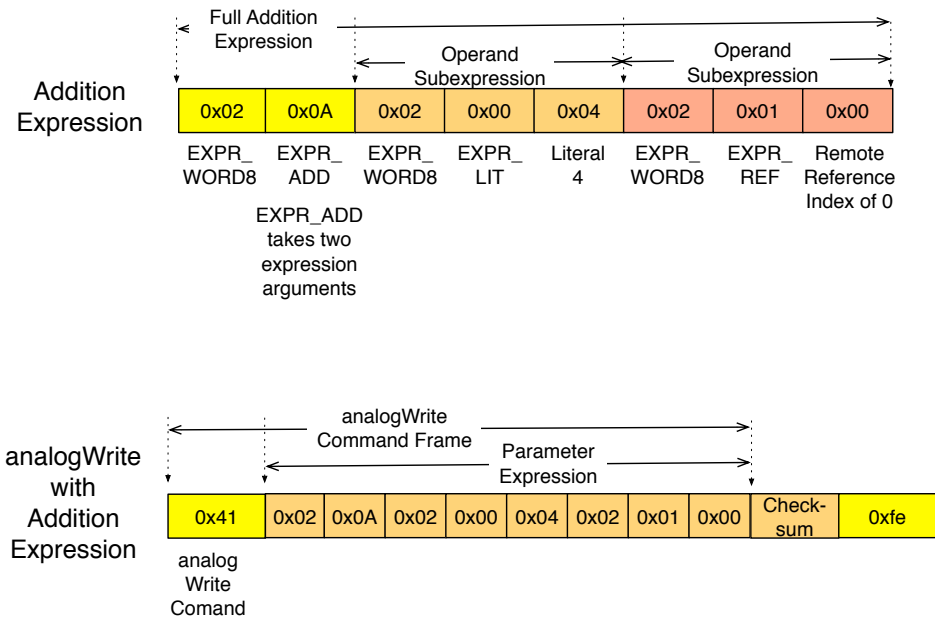 Full Addition
Expression
Operand
Subexpression
Operand
Subexpression
Addition
Expression
0x02 0x0A 0x02 0x00 0x04 0x02 0x01 0x00
EXPR_
WORD8
EXPR_
ADD
EXPR_
WORD8
EXPR_
LIT
Literal
4
EXPR_
WORD8
EXPR_
REF
Remote
Reference
Index of 0
EXPR_ADD
takes two
expression
arguments
analogWrite
Command Frame
Parameter
Expression
analogWrite
with
Addition
Expression
0x41 0x02 0x0A 0x02 0x00 0x04 0x02 0x01 0x00
Check-
sum
0xfe
analog
Write
Comand